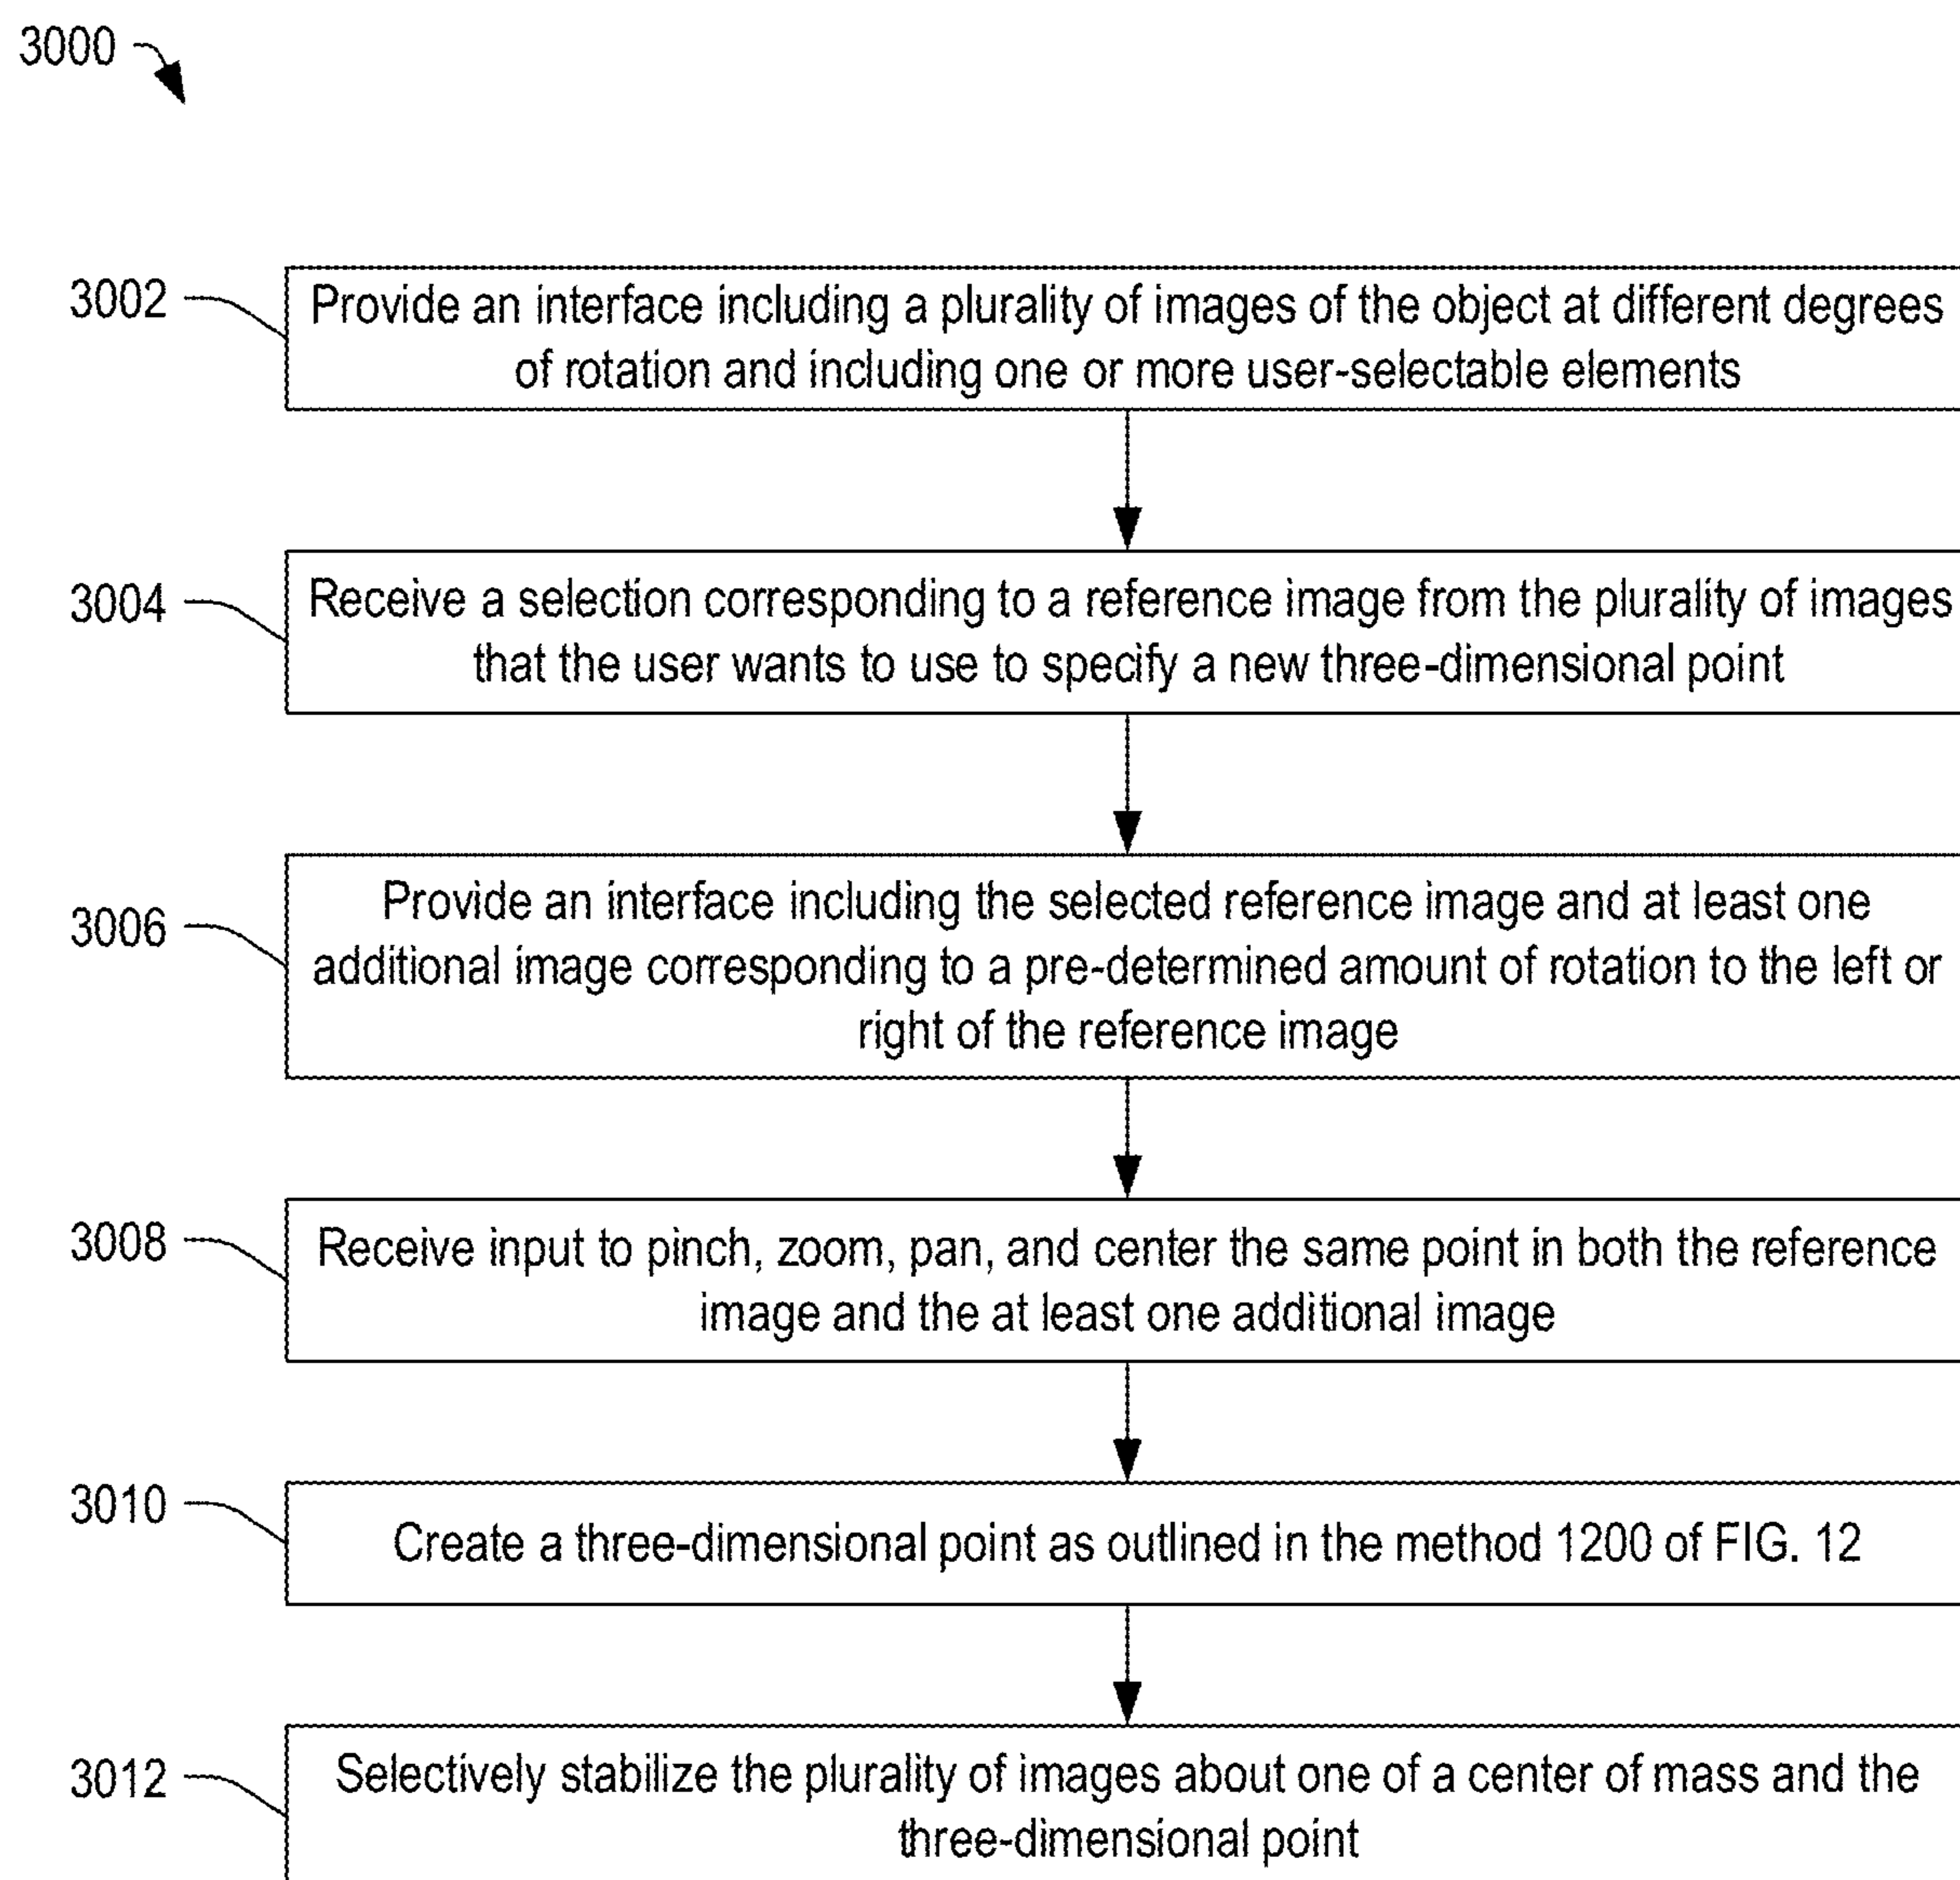 3000
3002
Provide an interface including a plurality of images of the object at different degrees
of rotation and including one or more user-selectable elements
3004
Receive a selection corresponding to a reference image from the plurality of images
that the user wants to use to specify a new three-dimensional point
3006
Provide an interface including the selected reference image and at least one
additional image corresponding to a pre-determined amount of rotation to the left or
right of the reference image
3008
Receive input to pinch, zoom, pan, and center the same point in both the reference
image and the at least one additional image
3010
Create a three-dimensional point as outlined in the method 1200 of FIG. 12
3012
Selectively stabilize the plurality of images about one of a center of mass and the
three-dimensional point